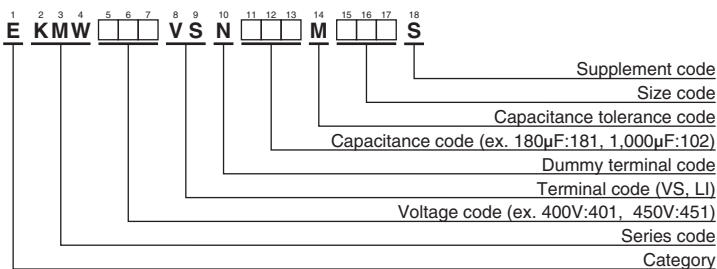 1 2 3 4 5 6 7 8 9 10 11 12 13 14 15 16 17 18
E KMW VS N M S
Supplement code
Size code
Capacitance tolerance code
Capacitance code (ex. 180µF:181, 1,000µF:102)
Dummy terminal code
Terminal code (VS, LI)
Voltage code (ex. 400V:401, 450V:451)
Series code
Category